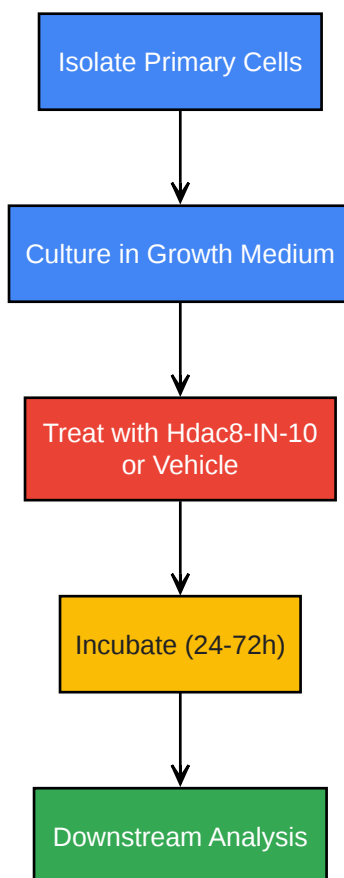 Isolate Primary Cells
Culture in Growth Medium
Treat with Hdac8-IN-10
or Vehicle
Incubate (24-72h)
Downstream Analysis